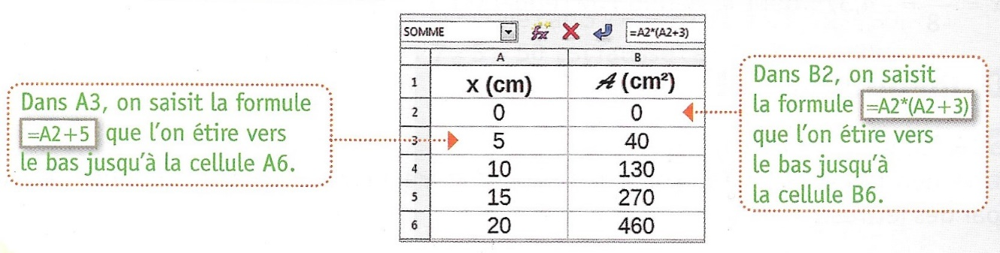 SOMME =A2*(A2+3)
A B
1 x (cm) 𝒜 (cm²)
2 0 0
3 5 40
4 10 130
5 15 270
6 20 460
Dans A3, on saisit la formule
=A2+5 que l'on étire vers
le bas jusqu'à la cellule A6.
Dans B2, on saisit
la formule =A2*(A2+3)
que l'on étire vers
le bas jusqu'à
la cellule B6.